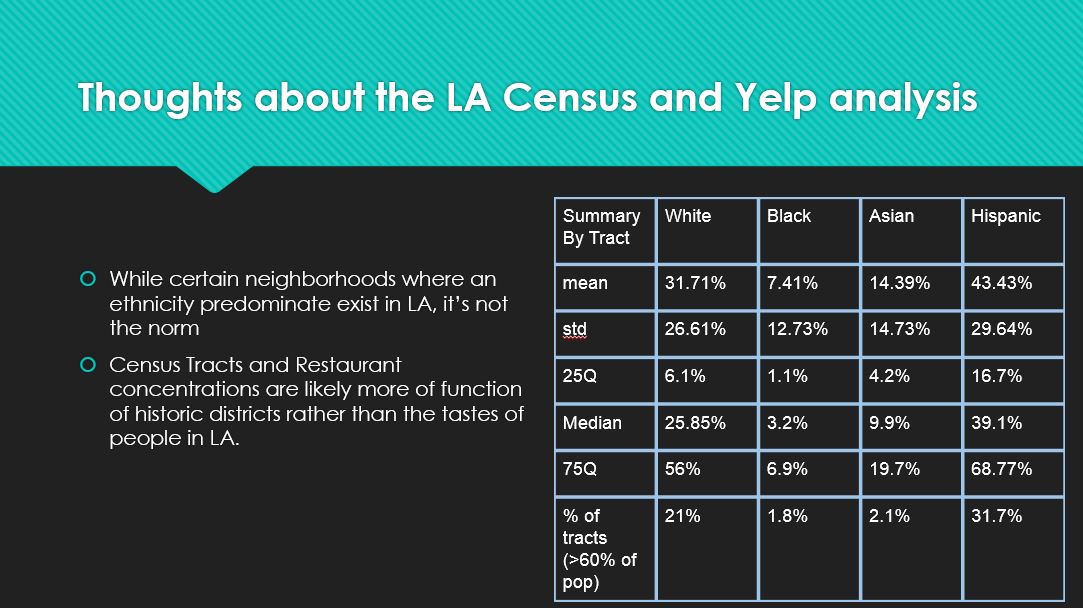 Thoughts about the LA Census and Yelp analysis
While certain neighborhoods where an
ethnicity predominate exist in LA, it's not
the norm
Census Tracts and Restaurant
concentrations are likely more of function
of historic districts rather than the tastes of
people in LA.
Summary By Tract White Black Asian Hispanic
mean 31.71% 7.41% 14.39% 43.43%
std 26.61% 12.73% 14.73% 29.64%
25Q 6.1% 1.1% 4.2% 16.7%
Median 25.85% 3.2% 9.9% 39.1%
75Q 56% 6.9% 19.7% 68.77%
% of tracts (>60% of pop) 21% 1.8% 2.1% 31.7%